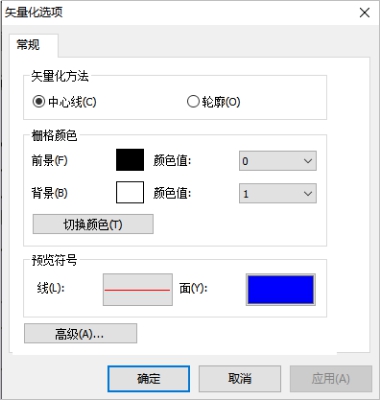 矢量化选项
常规
矢量化方法
中心线(C) 轮廓(O)
栅格颜色
前景(F) 颜色值: 0
背景(B) 颜色值: 1
切换颜色(T)
预览符号
线(L): 面(Y):
高级(A)...
确定 取消 应用(A)